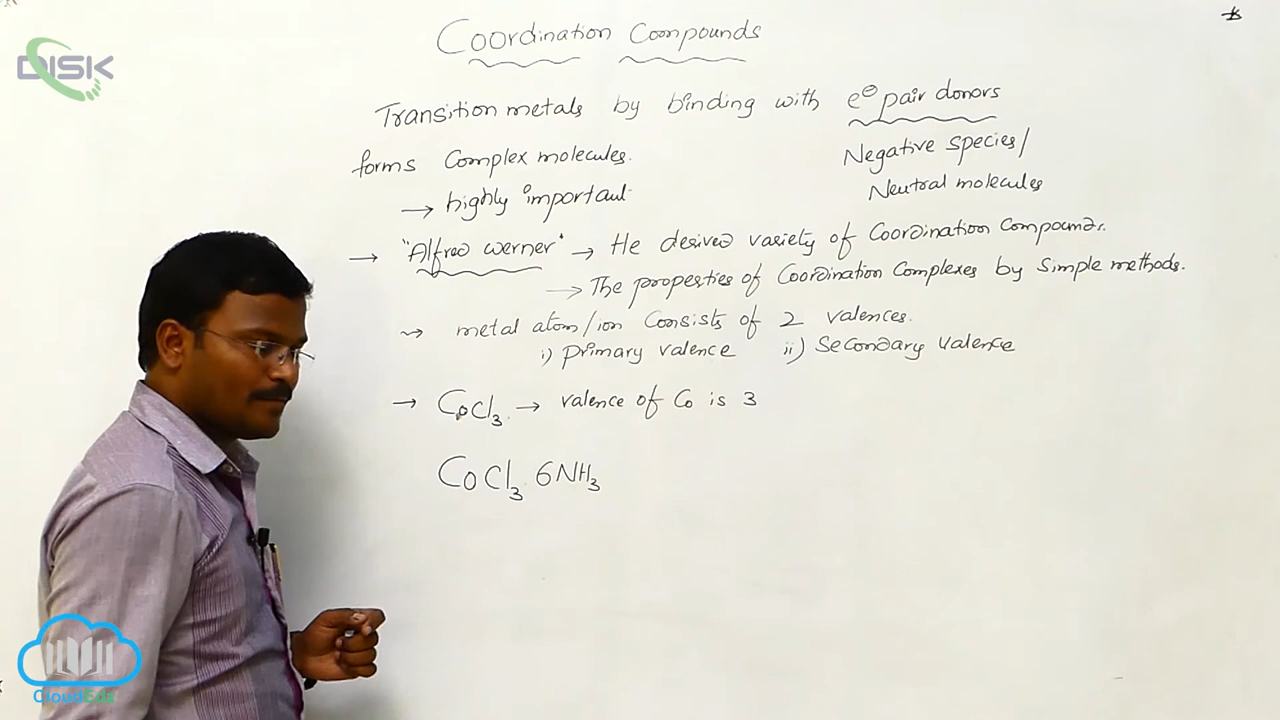 Coordination Compounds
DISK
Transition metals by binding with e⊖ pair donors
forms Complex molecules.
Negative species/
Neutral molecules
→ highly important
→ "Alfred werner" → He derived variety of Coordination Compounds.
→ The properties of Coordination Complexes by Simple methods.
⇝ metal atom/ion Consists of 2 valences.
i) primary valence ii) Secondary valence
→ CoCl3 → valence of Co is 3
CoCl3.6NH3
CloudEdz